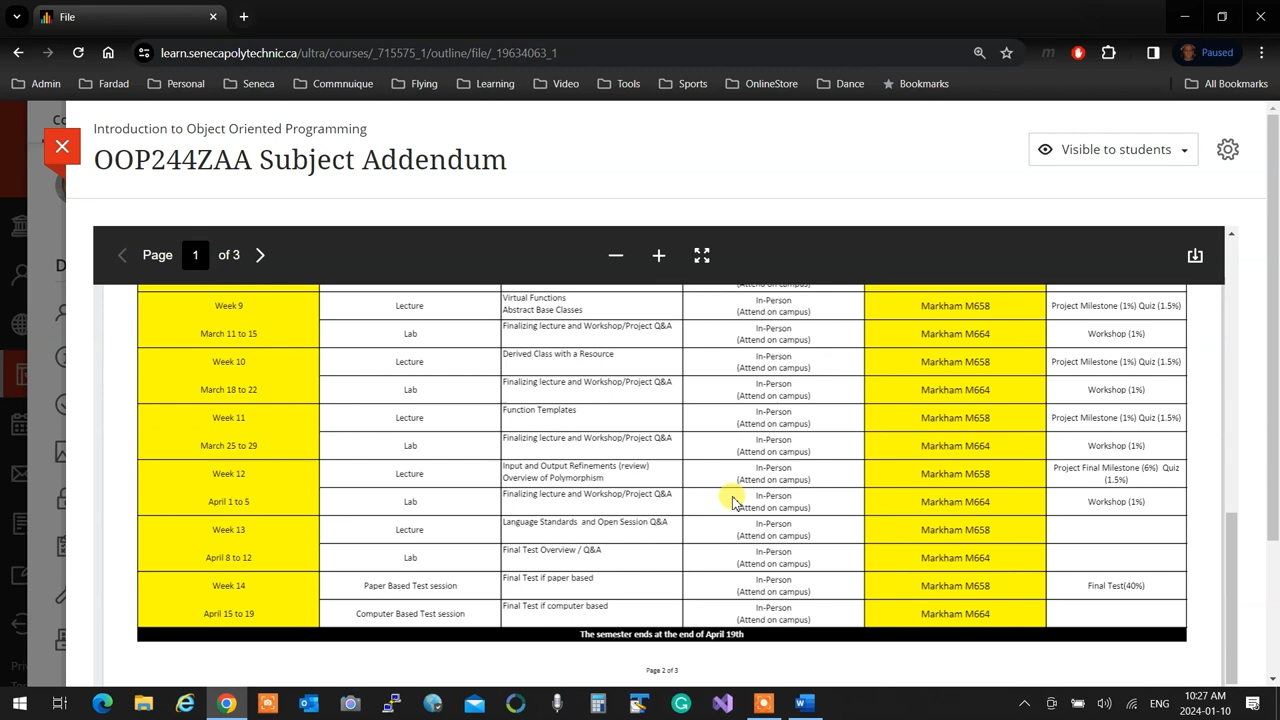 File
learn.senecapolytechnic.ca/ultra/courses/_715575_1/outline/file/_19634063_1
Paused
Admin Fardad Personal Seneca Commnuique Flying Learning Video Tools Sports OnlineStore Dance Bookmarks All Bookmarks
Introduction to Object Oriented Programming
OOP244ZAA Subject Addendum
Visible to students
Page 1 of 3
(Attend on campus)
Week 9 Lecture Virtual Functions Abstract Base Classes In-Person (Attend on campus) Markham M658 Project Milestone (1%) Quiz (1.5%)
March 11 to 15 Lab Finalizing lecture and Workshop/Project Q&A In-Person (Attend on campus) Markham M664 Workshop (1%)
Week 10 Lecture Derived Class with a Resource In-Person (Attend on campus) Markham M658 Project Milestone (1%) Quiz (1.5%)
March 18 to 22 Lab Finalizing lecture and Workshop/Project Q&A In-Person (Attend on campus) Markham M664 Workshop (1%)
Week 11 Lecture Function Templates In-Person (Attend on campus) Markham M658 Project Milestone (1%) Quiz (1.5%)
March 25 to 29 Lab Finalizing lecture and Workshop/Project Q&A In-Person (Attend on campus) Markham M664 Workshop (1%)
Week 12 Lecture Input and Output Refinements (review) Overview of Polymorphism In-Person (Attend on campus) Markham M658 Project Final Milestone (6%) Quiz (1.5%)
April 1 to 5 Lab Finalizing lecture and Workshop/Project Q&A In-Person (Attend on campus) Markham M664 Workshop (1%)
Week 13 Lecture Language Standards and Open Session Q&A In-Person (Attend on campus) Markham M658
April 8 to 12 Lab Final Test Overview / Q&A In-Person (Attend on campus) Markham M664
Week 14 Paper Based Test session Final Test if paper based In-Person (Attend on campus) Markham M658 Final Test(40%)
April 15 to 19 Computer Based Test session Final Test if computer based In-Person (Attend on campus) Markham M664
The semester ends at the end of April 19th
Page 2 of 3
ENG
10:27 AM
2024-01-10